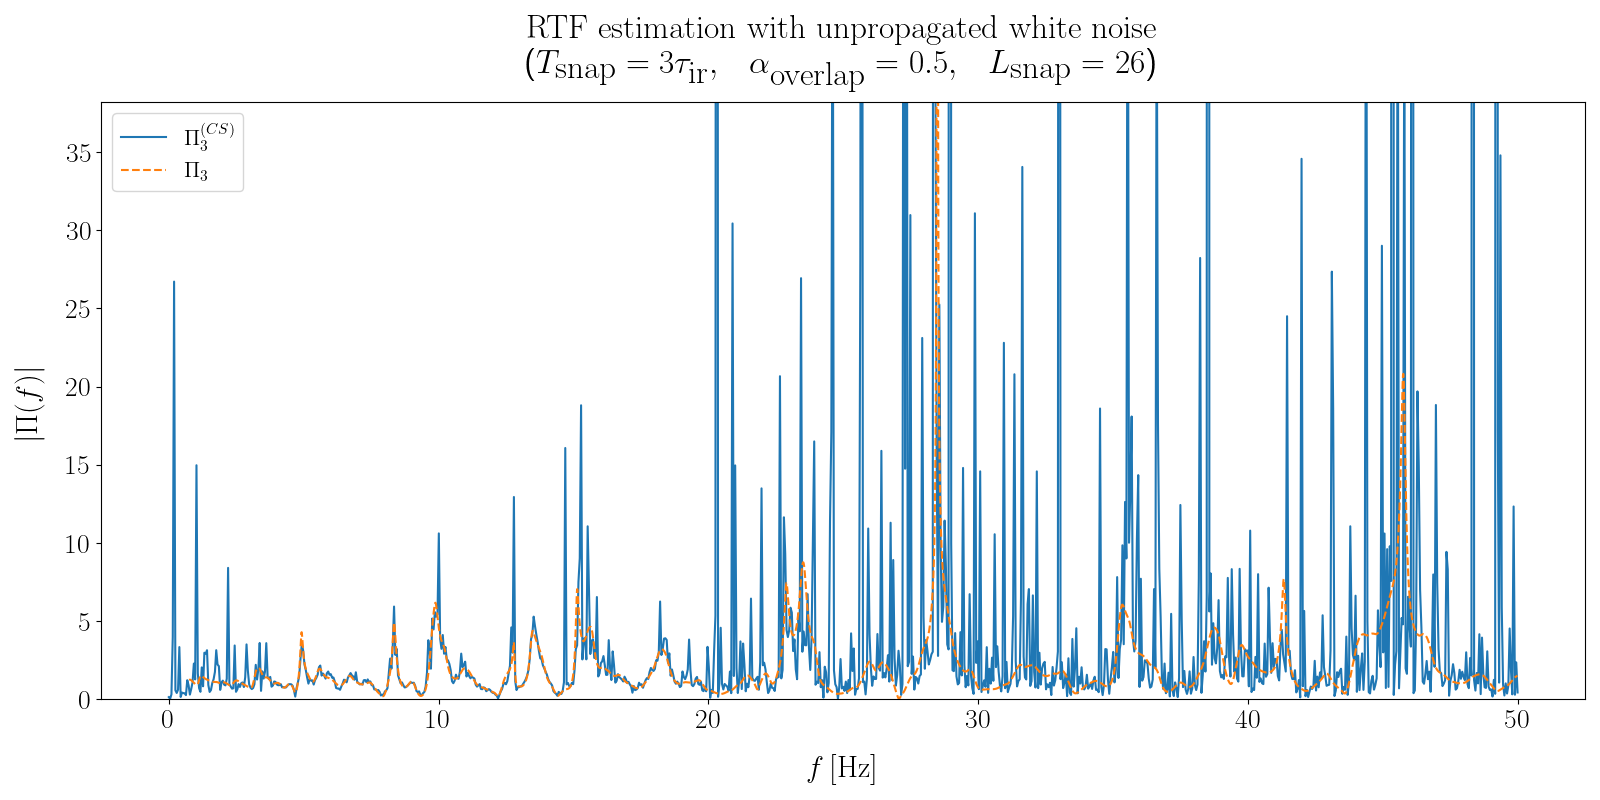 RTF estimation with unpropagated white noise
(T_snap = 3τ_ir, α_overlap = 0.5, L_snap = 26)
Π_3^(CS)
Π_3
|Π(f)|
35
30
25
20
15
10
5
0
0 10 20 30 40 50
f [Hz]